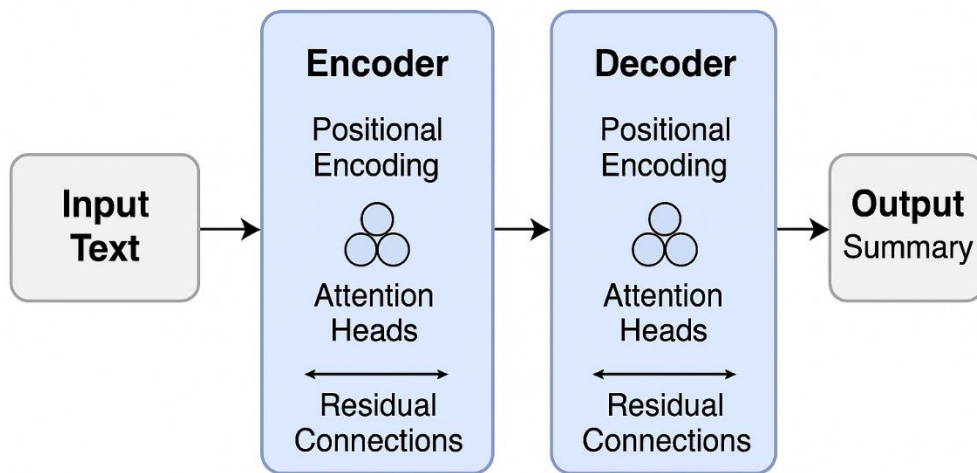 Input
Text
Encoder
Positional
Encoding
Attention
Heads
Residual
Connections
Decoder
Positional
Encoding
Attention
Heads
Residual
Connections
Output
Summary